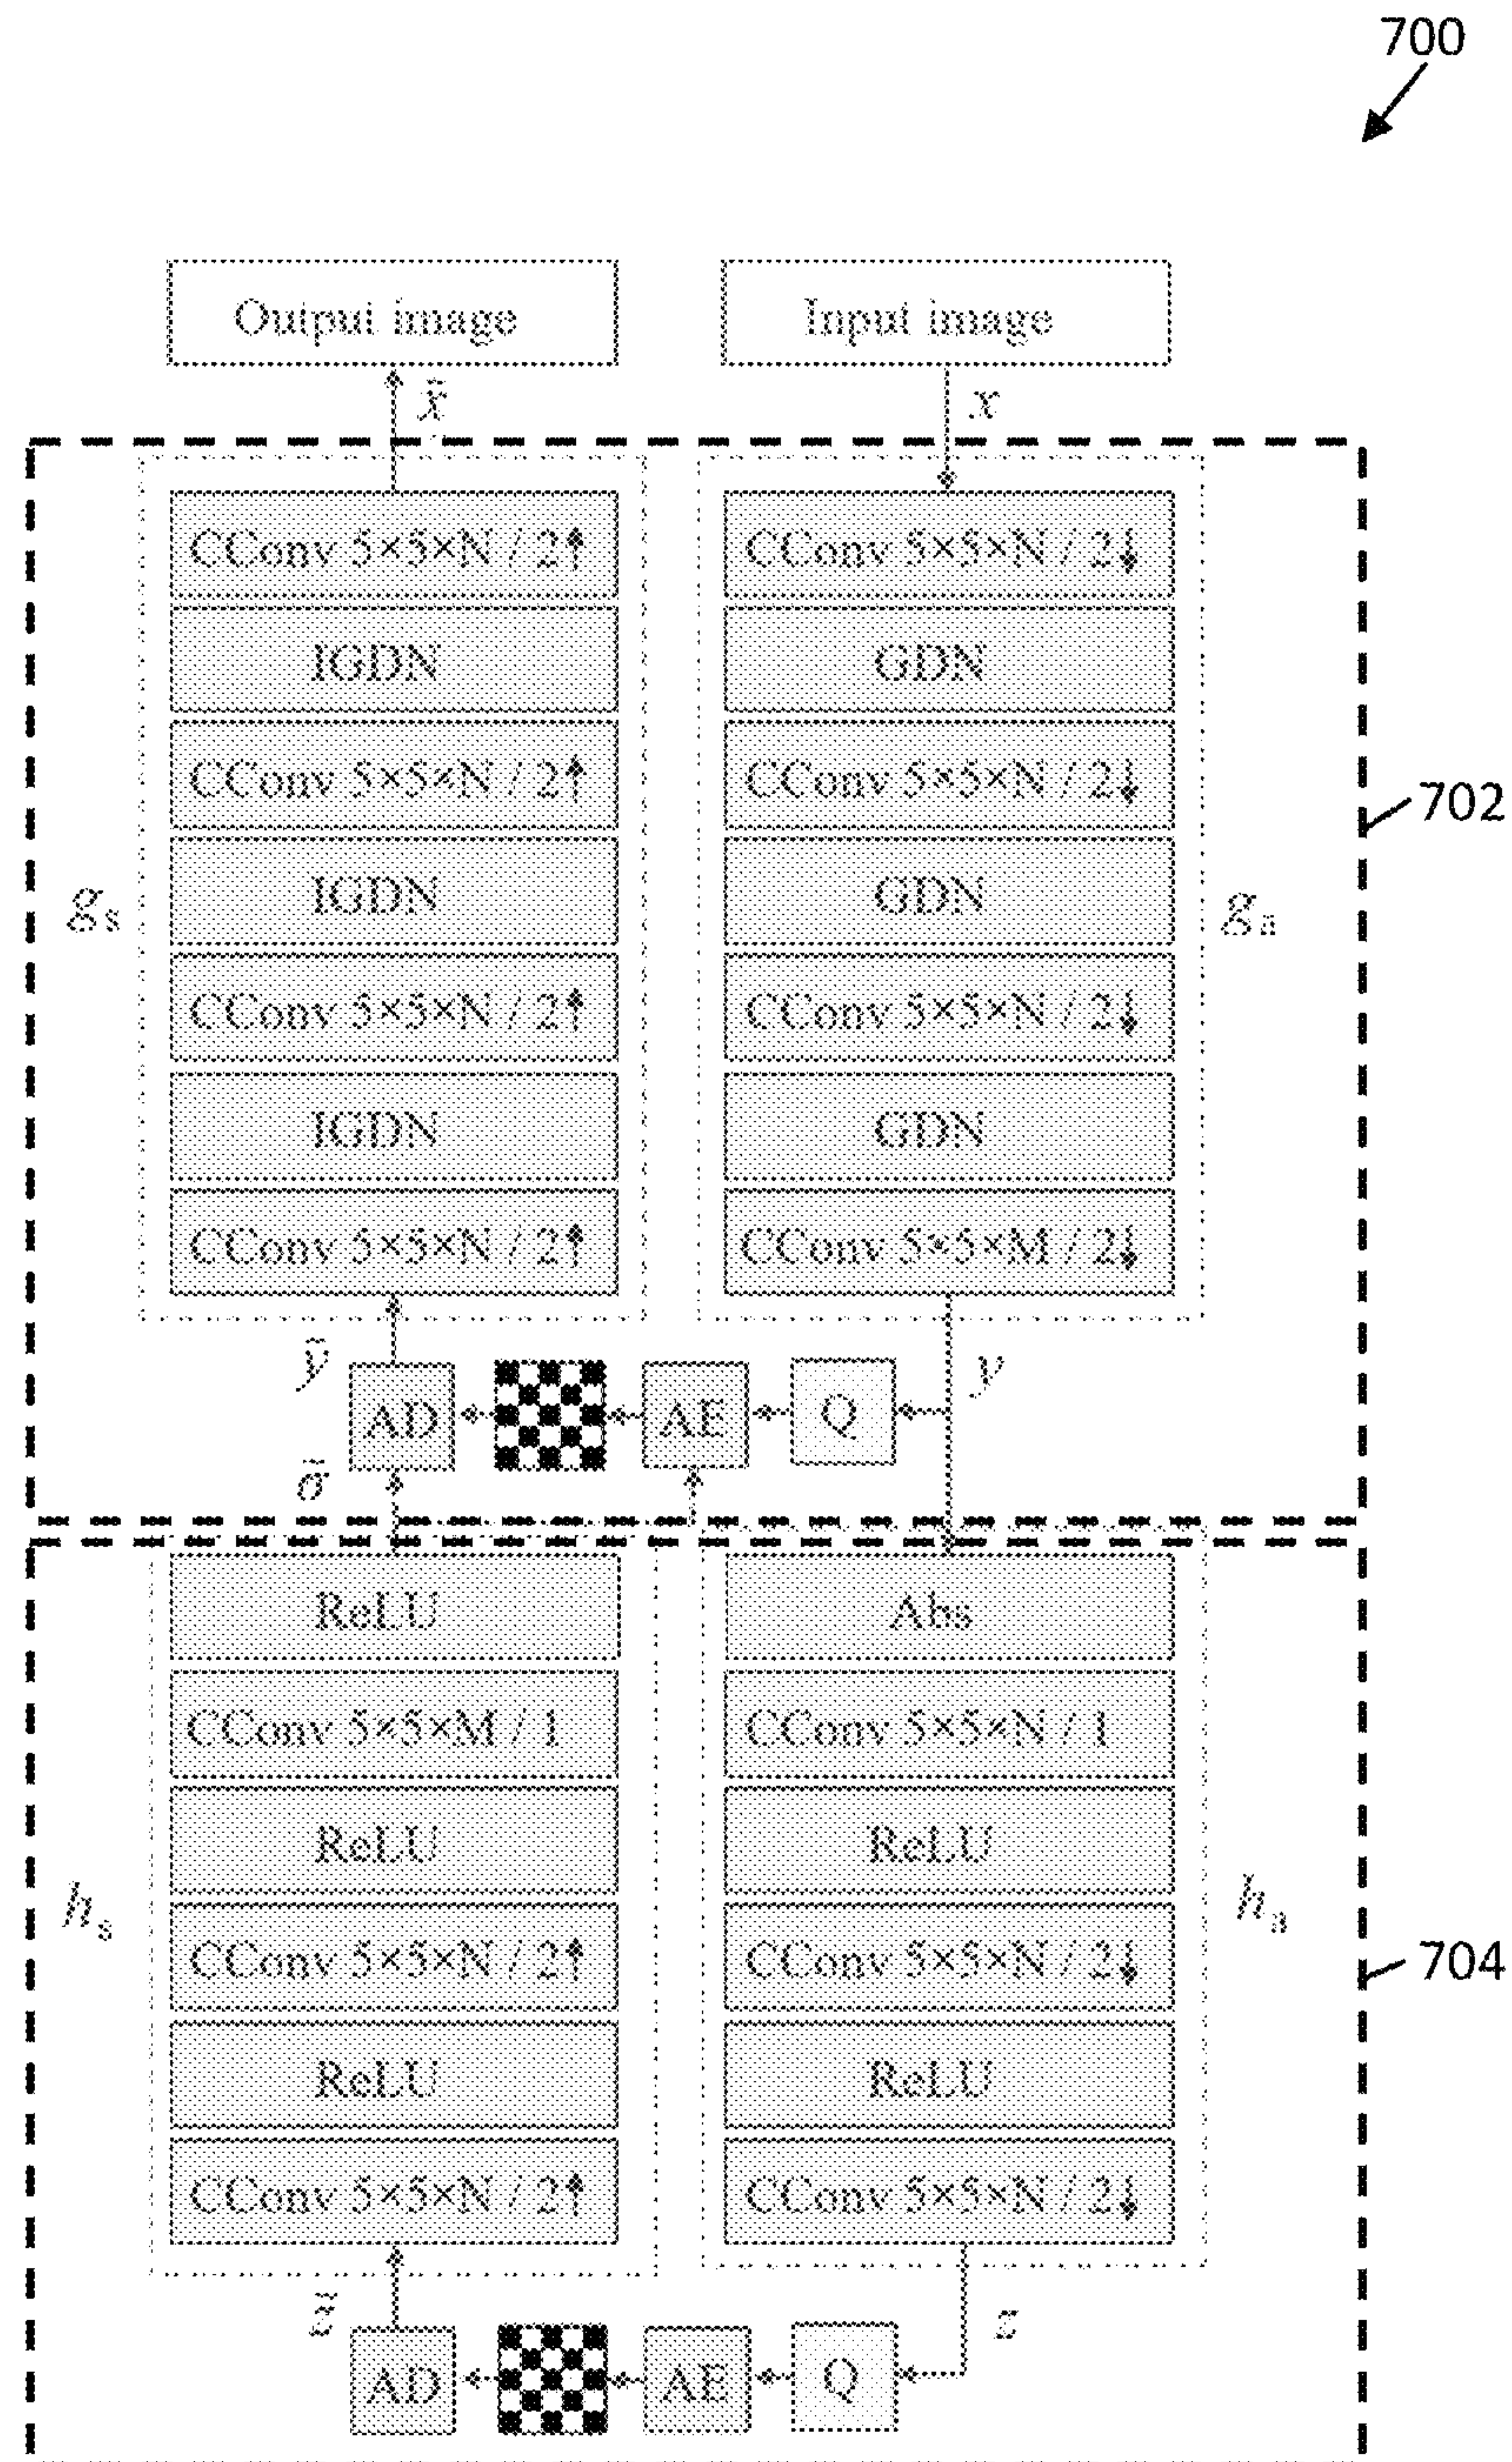 700
Output image
Input image
x̃
x
CConv 5×5×N / 2↑
CConv 5×5×N / 2↓
IGDN
GDN
CConv 5×5×N / 2↑
CConv 5×5×N / 2↓
702
IGDN
GDN
gs
ga
CConv 5×5×N / 2↑
CConv 5×5×N / 2↓
IGDN
GDN
CConv 5×5×N / 2↑
CConv 5×5×M / 2↓
ỹ
y
AD
AE
Q
σ̃
ReLU
Abs
CConv 5×5×M / 1
CConv 5×5×N / 1
ReLU
ReLU
hs
ha
CConv 5×5×N / 2↑
CConv 5×5×N / 2↓
704
ReLU
ReLU
CConv 5×5×N / 2↑
CConv 5×5×N / 2↓
z̃
z
AD
AE
Q